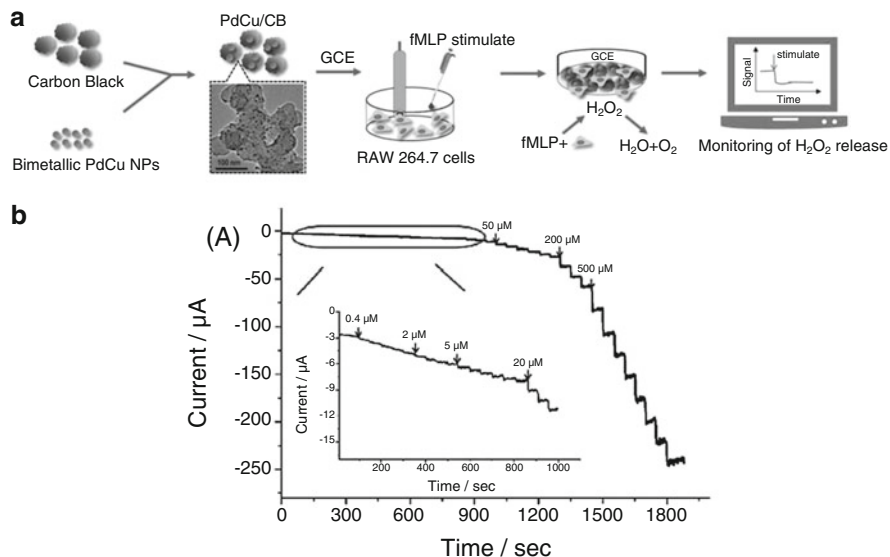 a
PdCu/CB
Carbon Black
Bimetallic PdCu NPs
100 nm
GCE
fMLP stimulate
RAW 264.7 cells
GCE
H₂O₂
fMLP+
H₂O+O₂
Signal
stimulate
Time
Monitoring of H₂O₂ release
b
(A)
Current / µA
0
-50
-100
-150
-200
-250
50 µM
200 µM
500 µM
0
300
600
900
1200
1500
1800
Time / sec
Current / µA
0
-3
-6
-9
-12
-15
0.4 µM
2 µM
5 µM
20 µM
200
400
600
800
1000
Time / sec